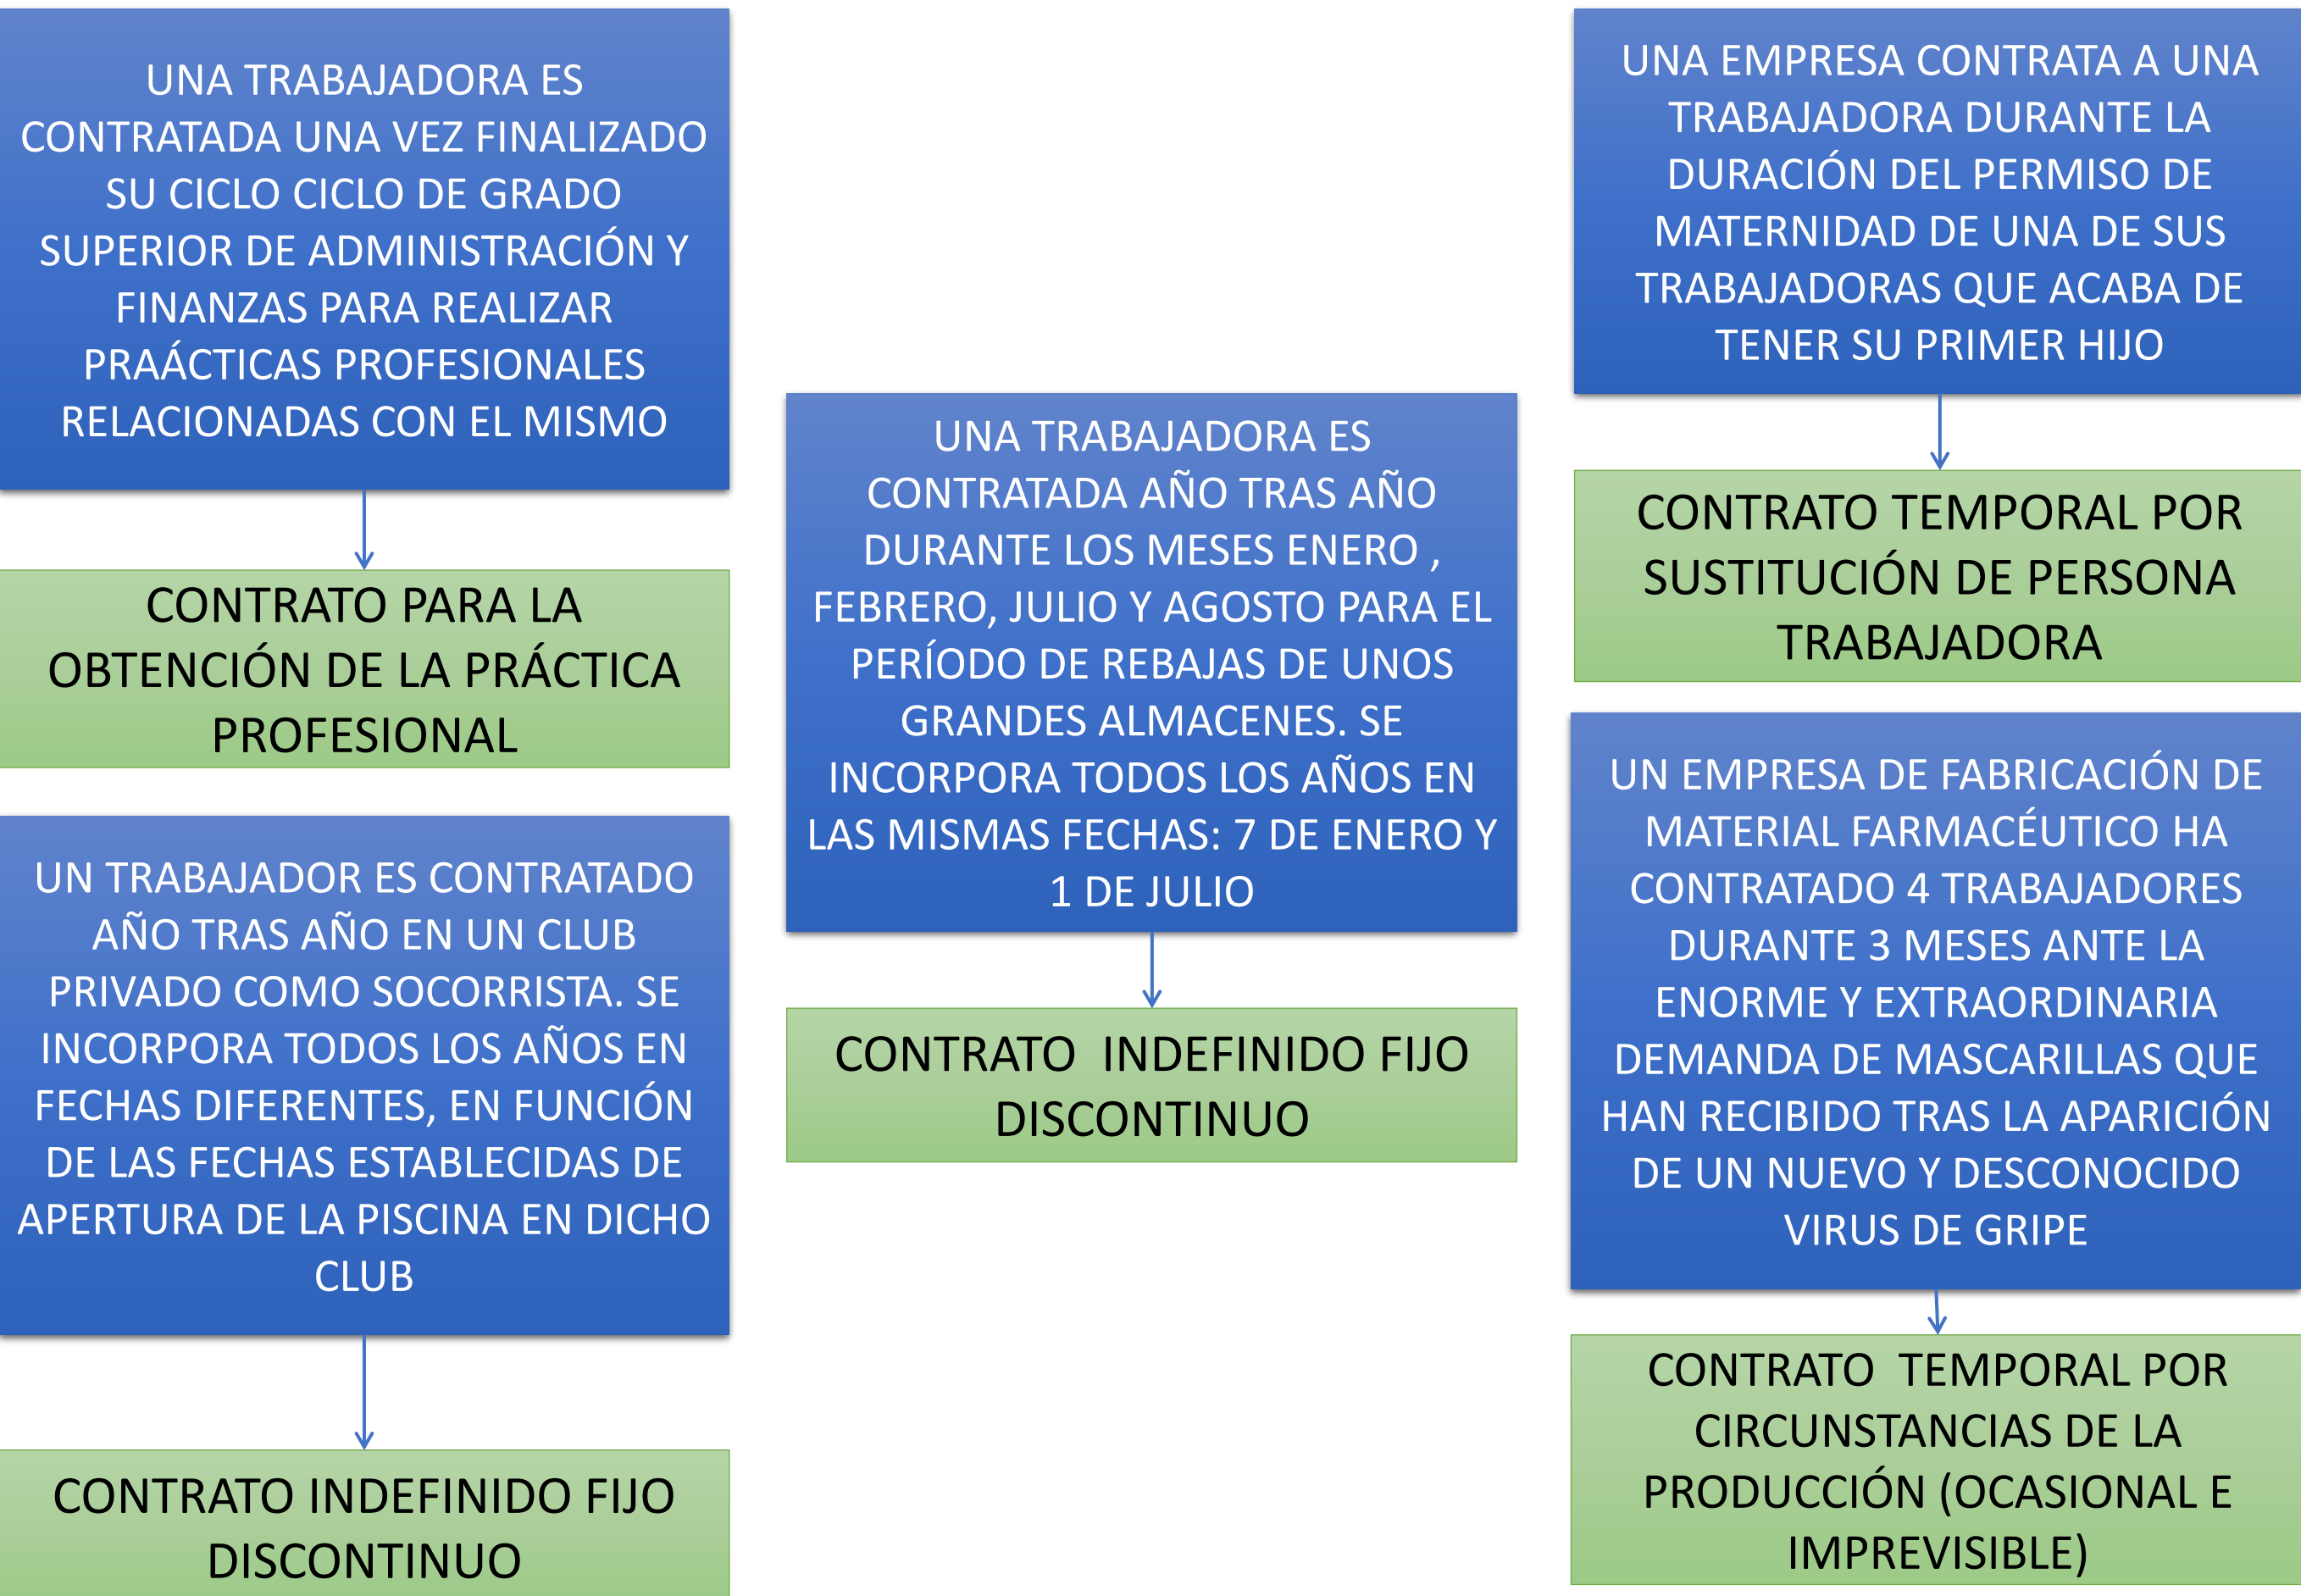 UNA TRABAJADORA ES
CONTRATADA UNA VEZ FINALIZADO
SU CICLO CICLO DE GRADO
SUPERIOR DE ADMINISTRACIÓN Y
FINANZAS PARA REALIZAR
PRAÁCTICAS PROFESIONALES
RELACIONADAS CON EL MISMO
CONTRATO PARA LA
OBTENCIÓN DE LA PRÁCTICA
PROFESIONAL
UN TRABAJADOR ES CONTRATADO
AÑO TRAS AÑO EN UN CLUB
PRIVADO COMO SOCORRISTA. SE
INCORPORA TODOS LOS AÑOS EN
FECHAS DIFERENTES, EN FUNCIÓN
DE LAS FECHAS ESTABLECIDAS DE
APERTURA DE LA PISCINA EN DICHO
CLUB
CONTRATO INDEFINIDO FIJO
DISCONTINUO
UNA TRABAJADORA ES
CONTRATADA AÑO TRAS AÑO
DURANTE LOS MESES ENERO ,
FEBRERO, JULIO Y AGOSTO PARA EL
PERÍODO DE REBAJAS DE UNOS
GRANDES ALMACENES. SE
INCORPORA TODOS LOS AÑOS EN
LAS MISMAS FECHAS: 7 DE ENERO Y
1 DE JULIO
CONTRATO  INDEFINIDO FIJO
DISCONTINUO
UNA EMPRESA CONTRATA A UNA
TRABAJADORA DURANTE LA
DURACIÓN DEL PERMISO DE
MATERNIDAD DE UNA DE SUS
TRABAJADORAS QUE ACABA DE
TENER SU PRIMER HIJO
CONTRATO TEMPORAL POR
SUSTITUCIÓN DE PERSONA
TRABAJADORA
UN EMPRESA DE FABRICACIÓN DE
MATERIAL FARMACÉUTICO HA
CONTRATADO 4 TRABAJADORES
DURANTE 3 MESES ANTE LA
ENORME Y EXTRAORDINARIA
DEMANDA DE MASCARILLAS QUE
HAN RECIBIDO TRAS LA APARICIÓN
DE UN NUEVO Y DESCONOCIDO
VIRUS DE GRIPE
CONTRATO  TEMPORAL POR
CIRCUNSTANCIAS DE LA
PRODUCCIÓN (OCASIONAL E
IMPREVISIBLE)